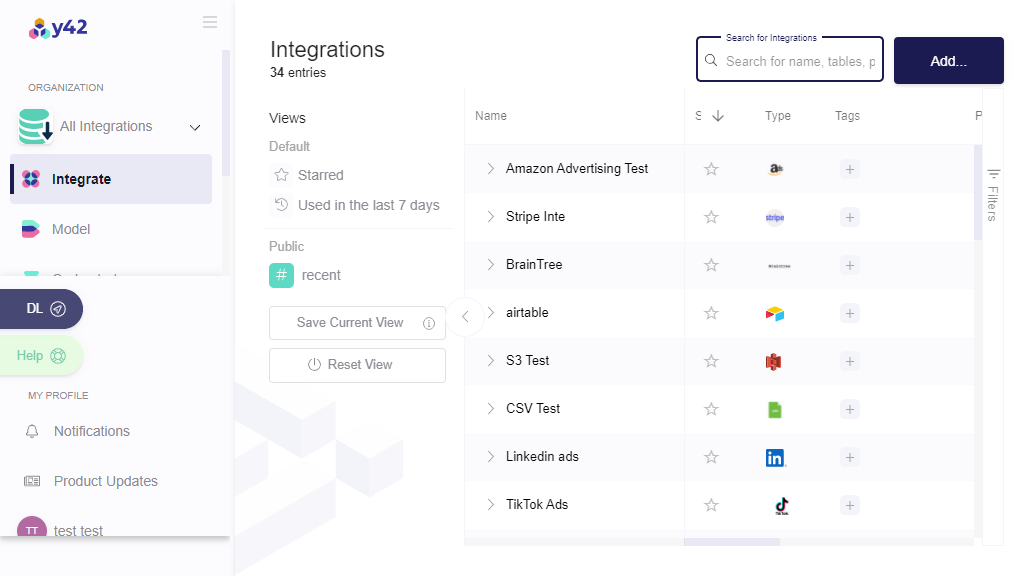 y42
ORGANIZATION
All Integrations
Integrate
Model
DL
Help
MY PROFILE
Notifications
Product Updates
TT
test test
Integrations
34 entries
Search for Integrations
Search for name, tables, p
Add...
Views
Default
Starred
Used in the last 7 days
Public
# recent
Save Current View
Reset View
Name
S
Type
Tags
P
Amazon Advertising Test
Stripe Inte
stripe
BrainTree
airtable
S3 Test
CSV Test
Linkedin ads
in
TikTok Ads
Filters